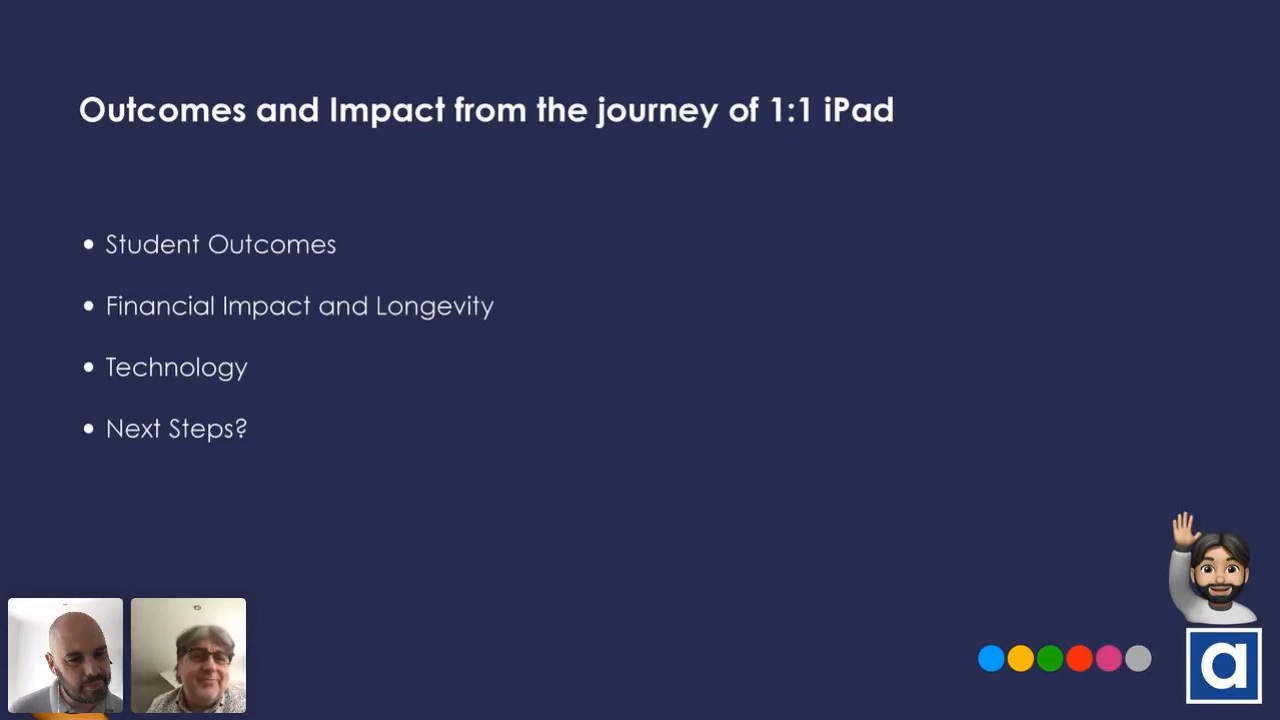 Outcomes and Impact from the journey of 1:1 iPad
• Student Outcomes
• Financial Impact and Longevity
• Technology
• Next Steps?
a